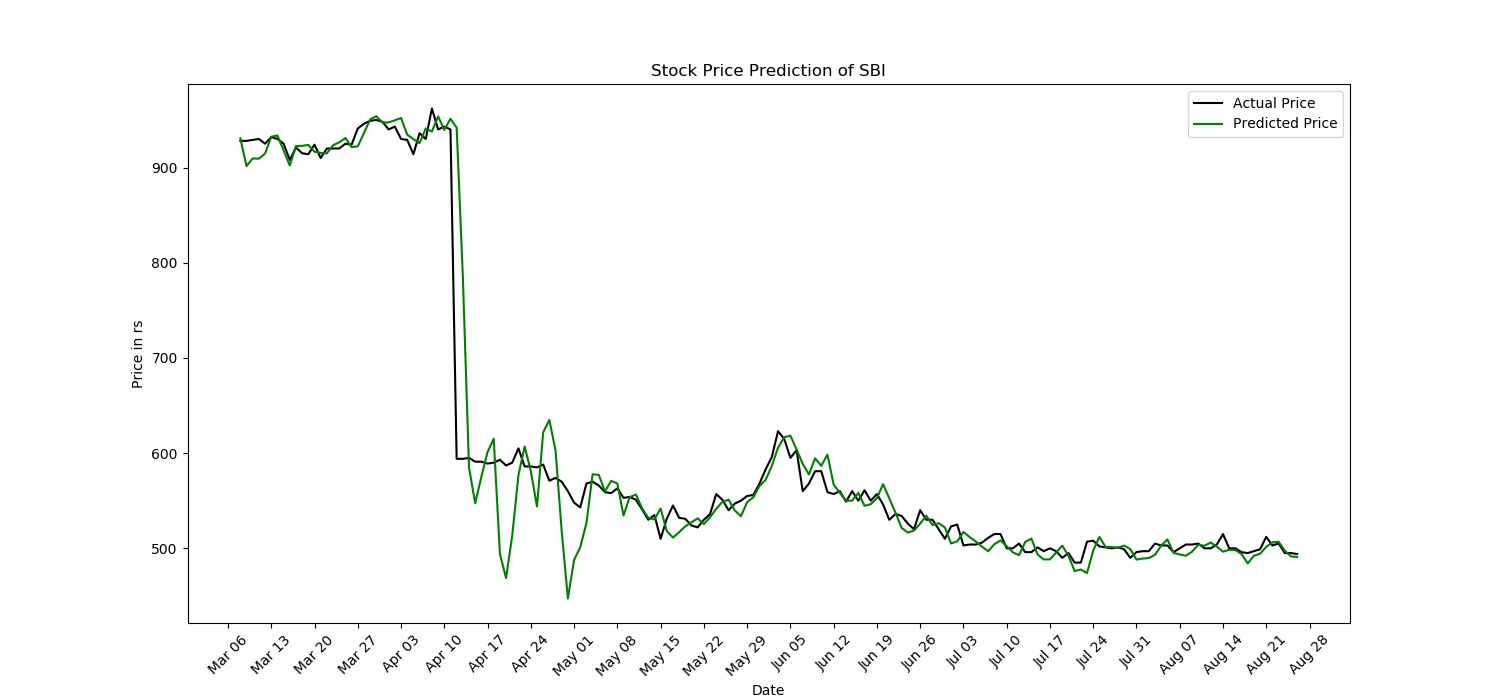 Stock Price Prediction of SBI
Actual Price
Predicted Price
900
800
700
600
500
Price in rs
Mar 06
Mar 13
Mar 20
Mar 27
Apr 03
Apr 10
Apr 17
Apr 24
May 01
May 08
May 15
May 22
May 29
Jun 05
Jun 12
Jun 19
Jun 26
Jul 03
Jul 10
Jul 17
Jul 24
Jul 31
Aug 07
Aug 14
Aug 21
Aug 28
Date